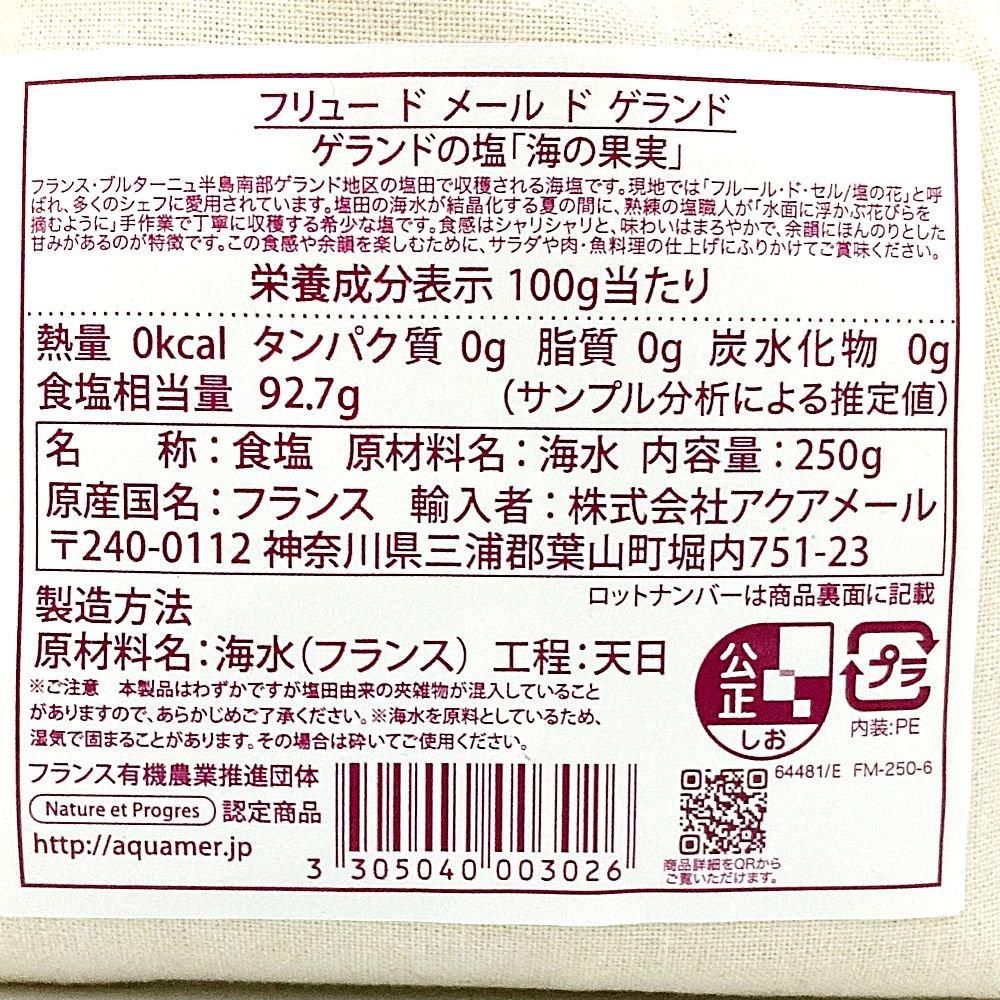 フリュー ド メール ド ゲランド
ゲランドの塩「海の果実」
フランス・ブルターニュ半島南部ゲランド地区の塩田で収穫される海塩です。現地では「フルール・ド・セル/塩の花」と呼
ばれ、多くのシェフに愛用されています。塩田の海水が結晶化する夏の間に、熟練の塩職人が「水面に浮かぶ花びらを
摘むように」手作業で丁寧に収穫する希少な塩です。食感はシャリシャリと、味わいはまろやかで、余韻にほんのりとした
甘みがあるのが特徴です。この食感や余韻を楽しむために、サラダや肉・魚料理の仕上げにふりかけてご賞味ください。
栄養成分表示 100g当たり
熱量 0kcal タンパク質 0g 脂質 0g 炭水化物 0g
食塩相当量 92.7g (サンプル分析による推定値)
名 称:食塩 原材料名:海水 内容量:250g
原産国名:フランス 輸入者:株式会社アクアメール
〒240-0112 神奈川県三浦郡葉山町堀内751-23
製造方法
ロットナンバーは商品裏面に記載
原材料名:海水(フランス) 工程:天日
※ご注意 本製品はわずかですが塩田由来の夾雑物が混入していること
がありますので、あらかじめご了承ください。※海水を原料としているため、
湿気で固まることがあります。その場合は砕いてご使用ください。
公正
しお
プラ
内装:PE
フランス有機農業推進団体
Nature et Progres 認定商品
http://aquamer.jp
3 305040 003026
64481/E FM-250-6
商品詳細をQRから
ご覧いただけます。